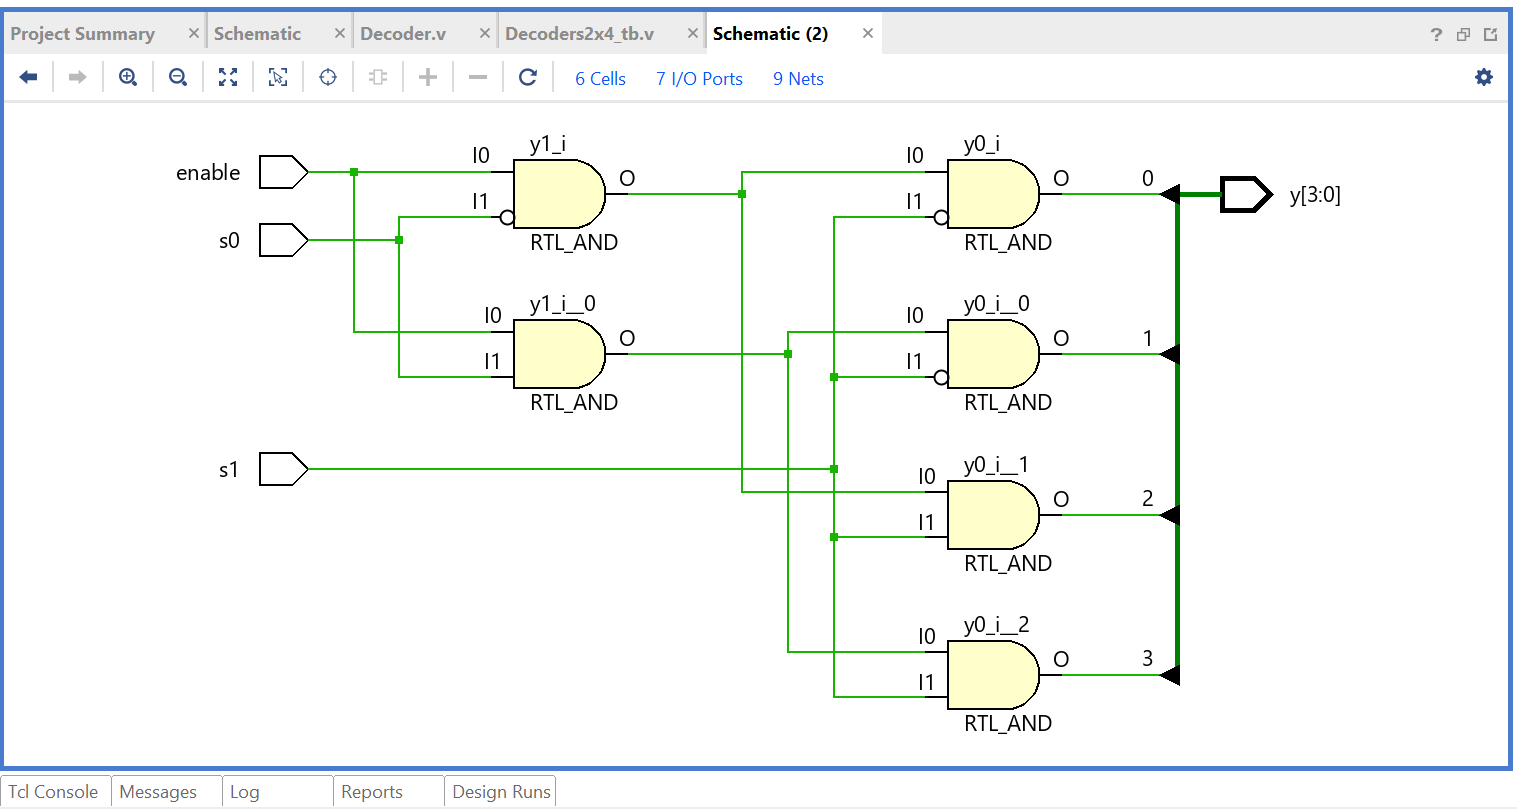 Project Summary × Schematic × Decoder.v × Decoders2x4_tb.v × Schematic (2) × ?
6 Cells 7 I/O Ports 9 Nets
y1_i y0_i
I0 I0
enable O O 0 y[3:0]
I1 I1
s0 RTL_AND RTL_AND
y1_i__0 y0_i__0
I0 I0
O O 1
I1 I1
RTL_AND RTL_AND
s1 y0_i__1
I0
O 2
I1
RTL_AND
y0_i__2
I0
O 3
I1
RTL_AND
Tcl Console Messages Log Reports Design Runs